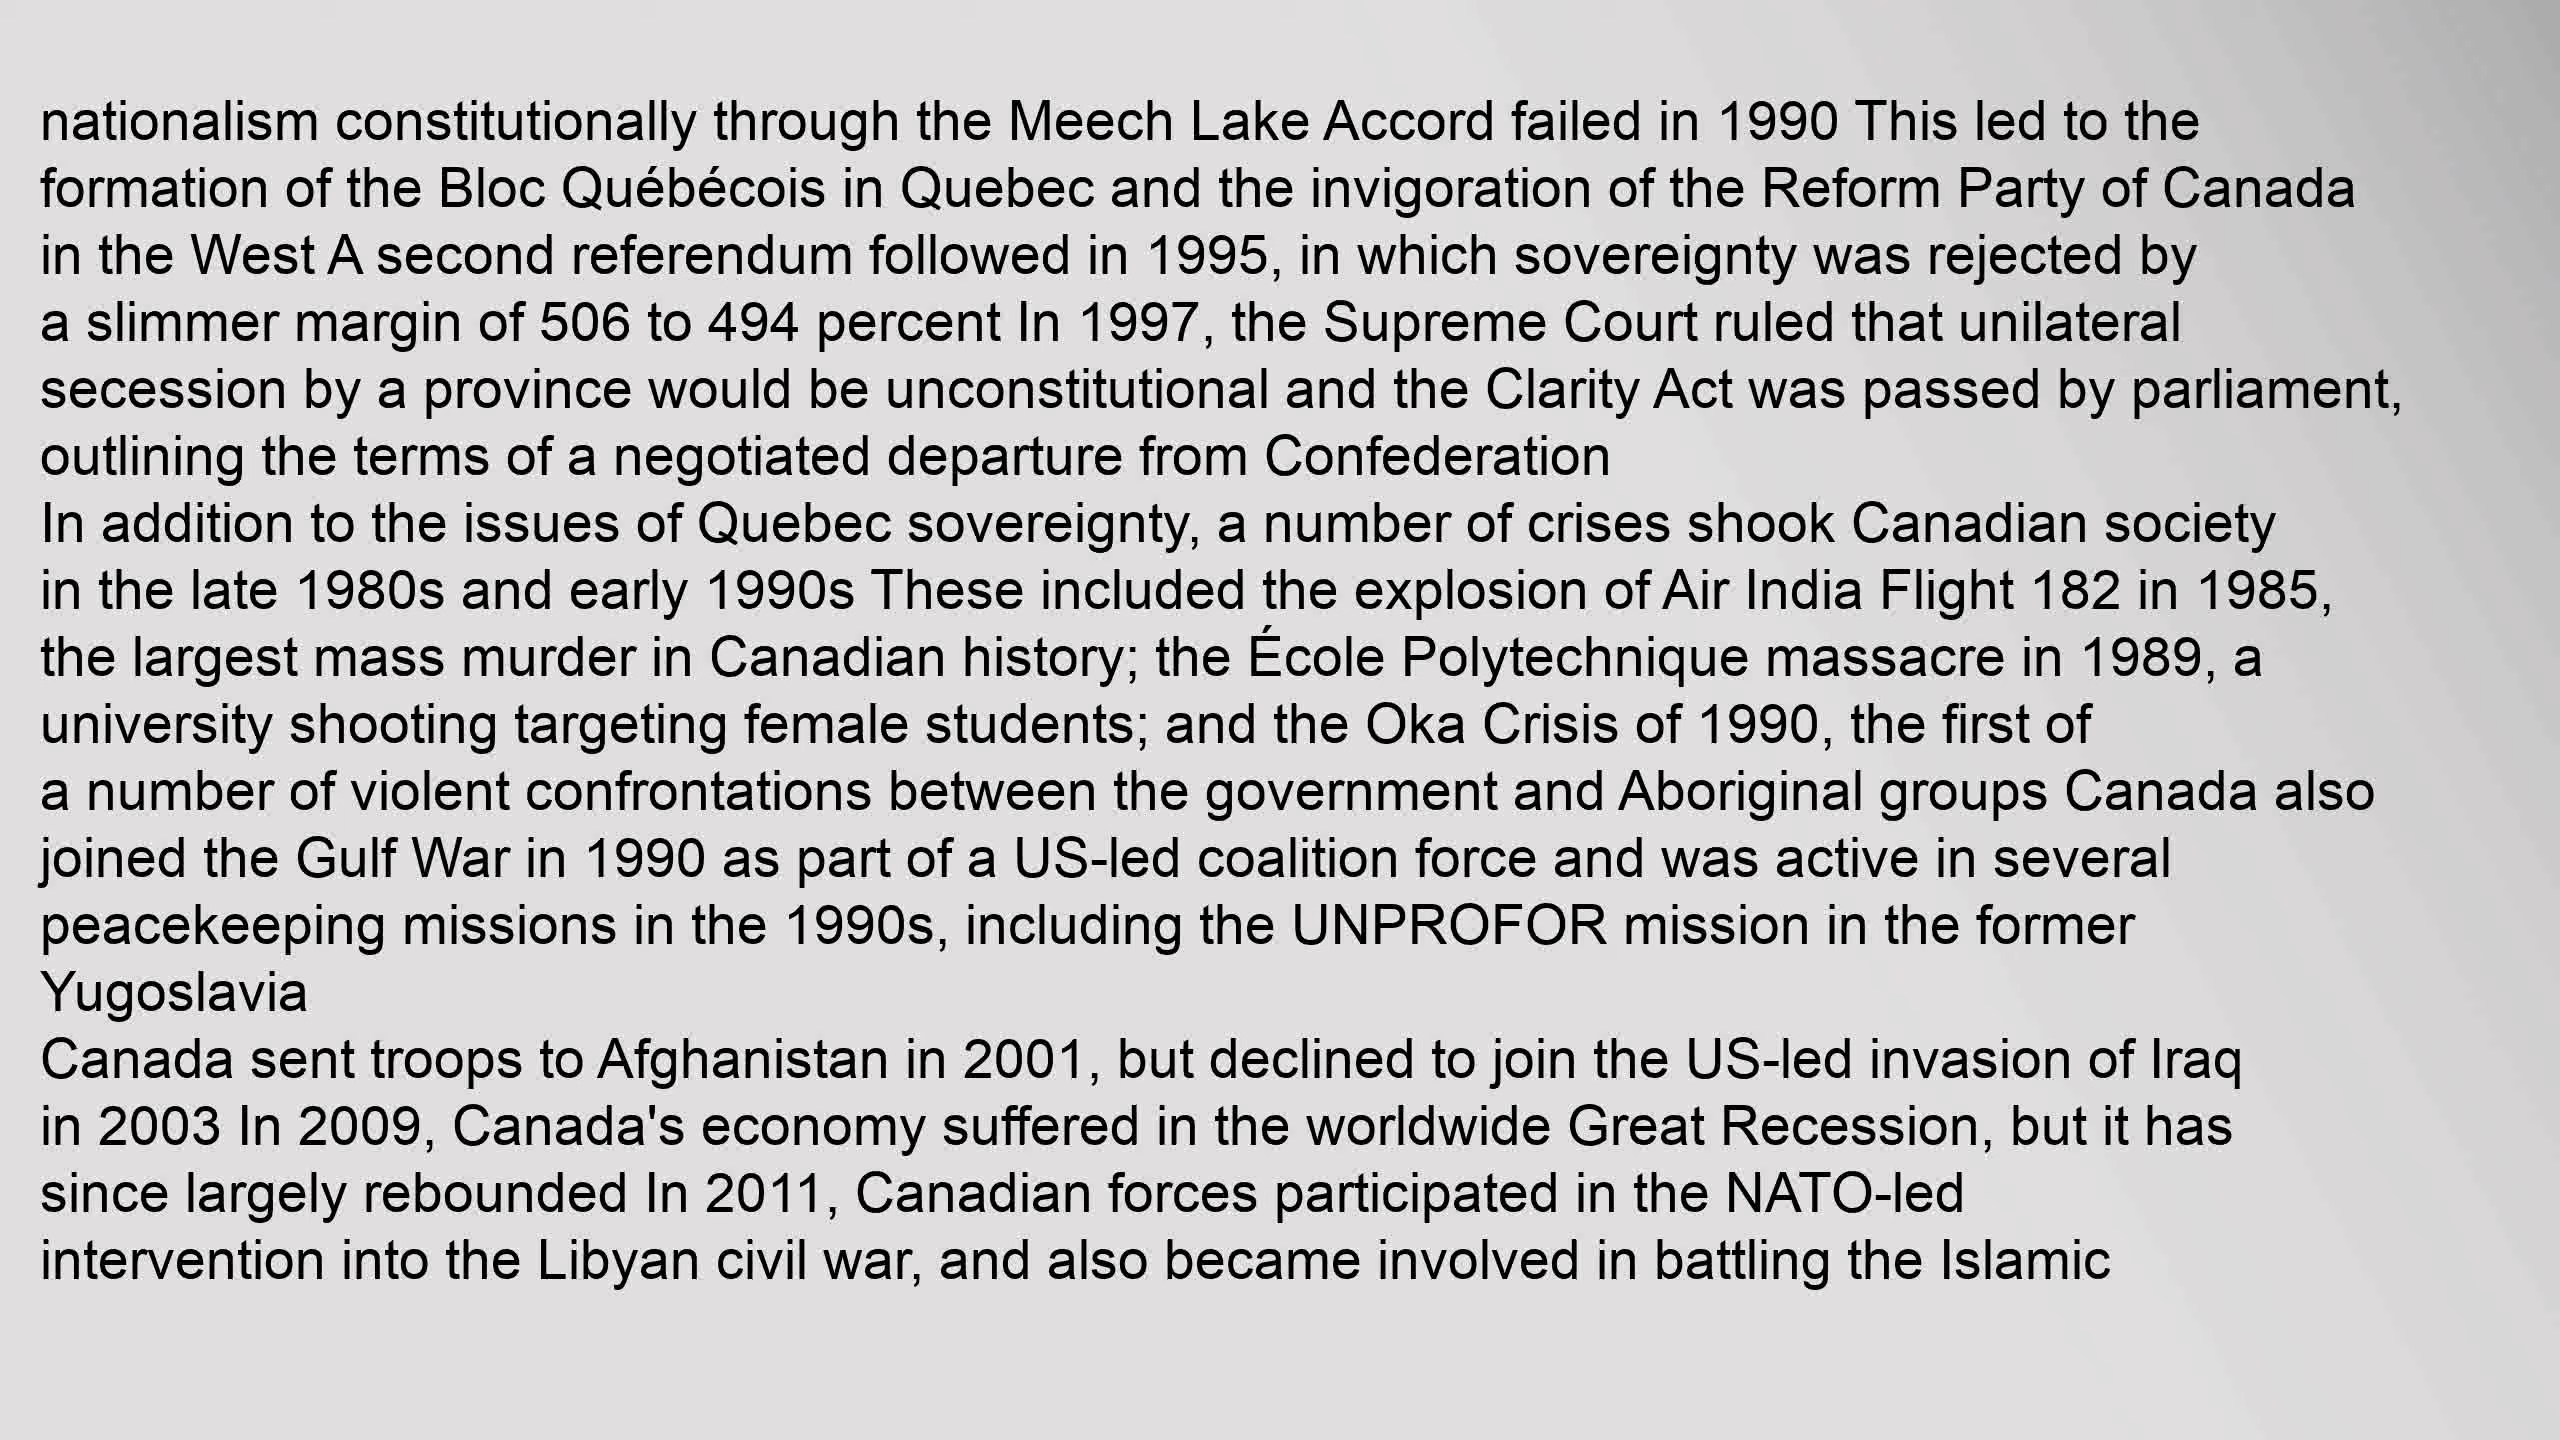 nationalism constitutionally through the Meech Lake Accord failed in 1990 This led to the
formation of the Bloc Québécois in Quebec and the invigoration of the Reform Party of Canada
in the West A second referendum followed in 1995, in which sovereignty was rejected by
a slimmer margin of 506 to 494 percent In 1997, the Supreme Court ruled that unilateral
secession by a province would be unconstitutional and the Clarity Act was passed by parliament,
outlining the terms of a negotiated departure from Confederation
In addition to the issues of Quebec sovereignty, a number of crises shook Canadian society
in the late 1980s and early 1990s These included the explosion of Air India Flight 182 in 1985,
the largest mass murder in Canadian history; the École Polytechnique massacre in 1989, a
university shooting targeting female students; and the Oka Crisis of 1990, the first of
a number of violent confrontations between the government and Aboriginal groups Canada also
joined the Gulf War in 1990 as part of a US-led coalition force and was active in several
peacekeeping missions in the 1990s, including the UNPROFOR mission in the former
Yugoslavia
Canada sent troops to Afghanistan in 2001, but declined to join the US-led invasion of Iraq
in 2003 In 2009, Canada's economy suffered in the worldwide Great Recession, but it has
since largely rebounded In 2011, Canadian forces participated in the NATO-led
intervention into the Libyan civil war, and also became involved in battling the Islamic